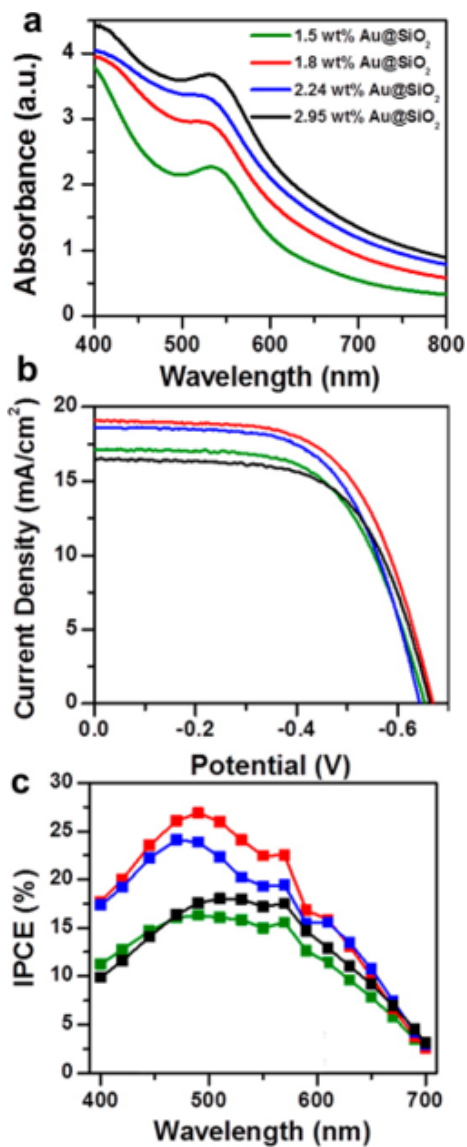 a
Absorbance (a.u.)
4
3
2
1
0
1.5 wt% Au@SiO2
1.8 wt% Au@SiO2
2.24 wt% Au@SiO2
2.95 wt% Au@SiO2
400 500 600 700 800
Wavelength (nm)
b
Current Density (mA/cm2)
20
15
10
5
0
0.0 -0.2 -0.4 -0.6
Potential (V)
c
IPCE (%)
30
25
20
15
10
5
0
400 500 600 700
Wavelength (nm)